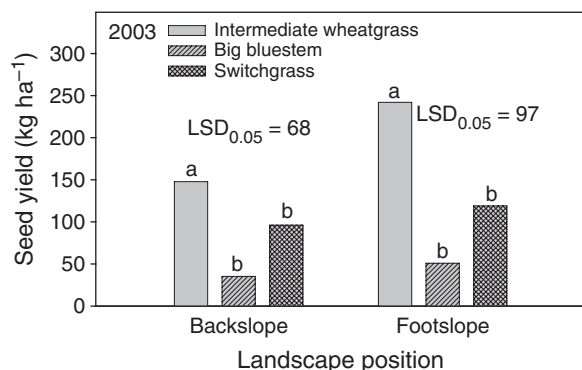 2003
Intermediate wheatgrass
Big bluestem
Switchgrass
Seed yield (kg ha⁻¹)
300
250
200
150
100
50
0
LSD0.05 = 68
LSD0.05 = 97
a
b
b
a
b
b
Backslope
Footslope
Landscape position